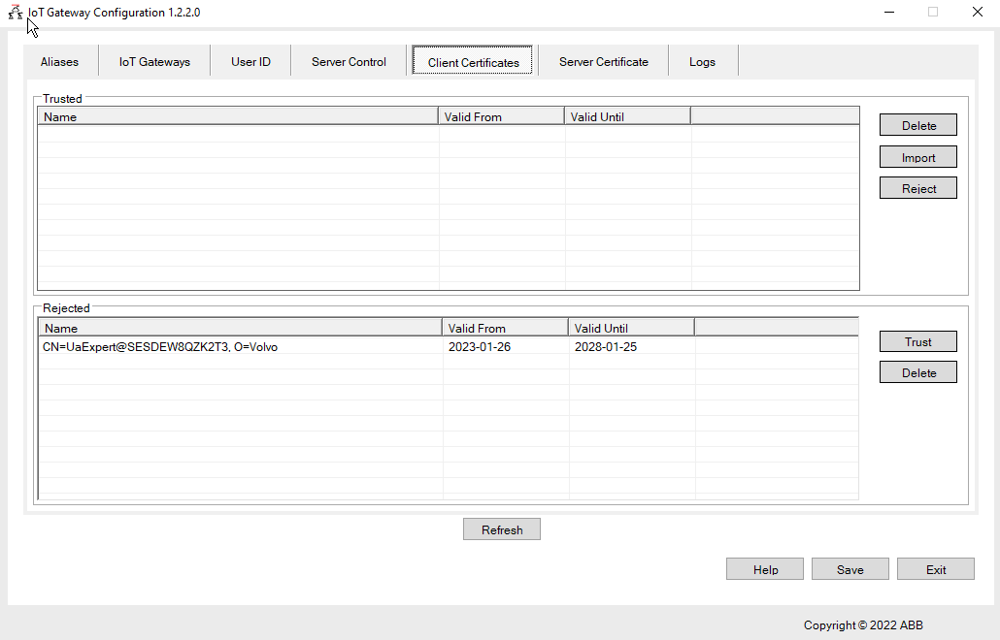 IoT Gateway Configuration 1.2.2.0
Aliases IoT Gateways User ID Server Control Client Certificates Server Certificate Logs
Trusted
Name Valid From Valid Until
Delete
Import
Reject
Rejected
Name Valid From Valid Until
CN=UaExpert@SESDEW8QZK2T3, O=Volvo 2023-01-26 2028-01-25
Trust
Delete
Refresh
Help Save Exit
Copyright © 2022 ABB